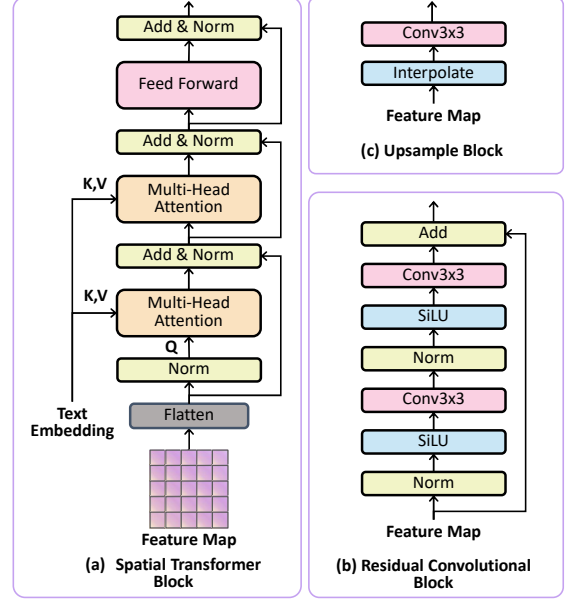 Add & Norm
Feed Forward
Add & Norm
K,V
Multi-Head
Attention
Add & Norm
K,V
Multi-Head
Attention
Q
Norm
Text
Embedding
Flatten
Feature Map
(a) Spatial Transformer
Block
Conv3x3
Interpolate
Feature Map
(c) Upsample Block
Add
Conv3x3
SiLU
Norm
Conv3x3
SiLU
Norm
Feature Map
(b) Residual Convolutional
Block